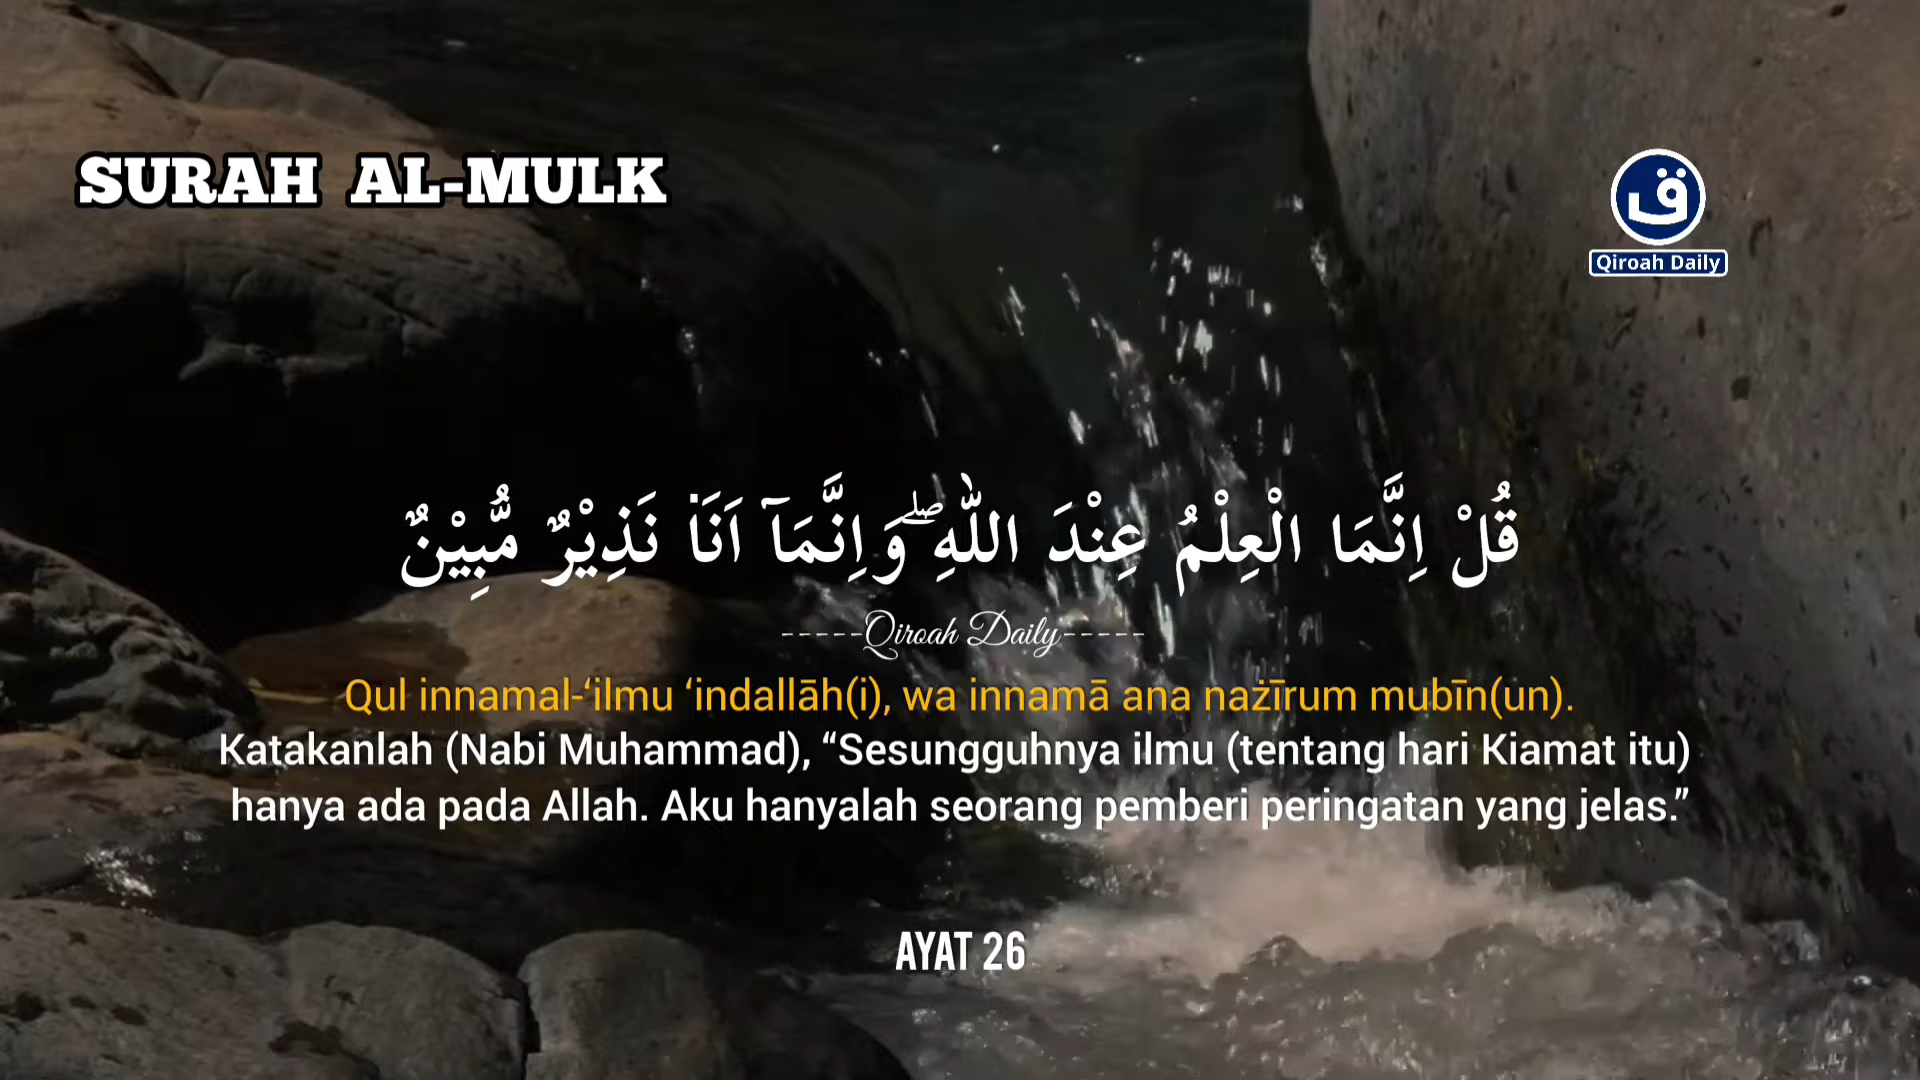 SURAH AL-MULK
ق
Qiroah Daily
قُلْ اِنَّمَا الْعِلْمُ عِنْدَ اللّٰهِ ۖوَاِنَّمَآ اَنَا۠ نَذِيْرٌ مُّبِيْنٌ
-----Qiroah Daily-----
Qul innamal-‘ilmu ‘indallāh(i), wa innamā ana nażīrum mubīn(un).
Katakanlah (Nabi Muhammad), “Sesungguhnya ilmu (tentang hari Kiamat itu)
hanya ada pada Allah. Aku hanyalah seorang pemberi peringatan yang jelas.”
AYAT 26